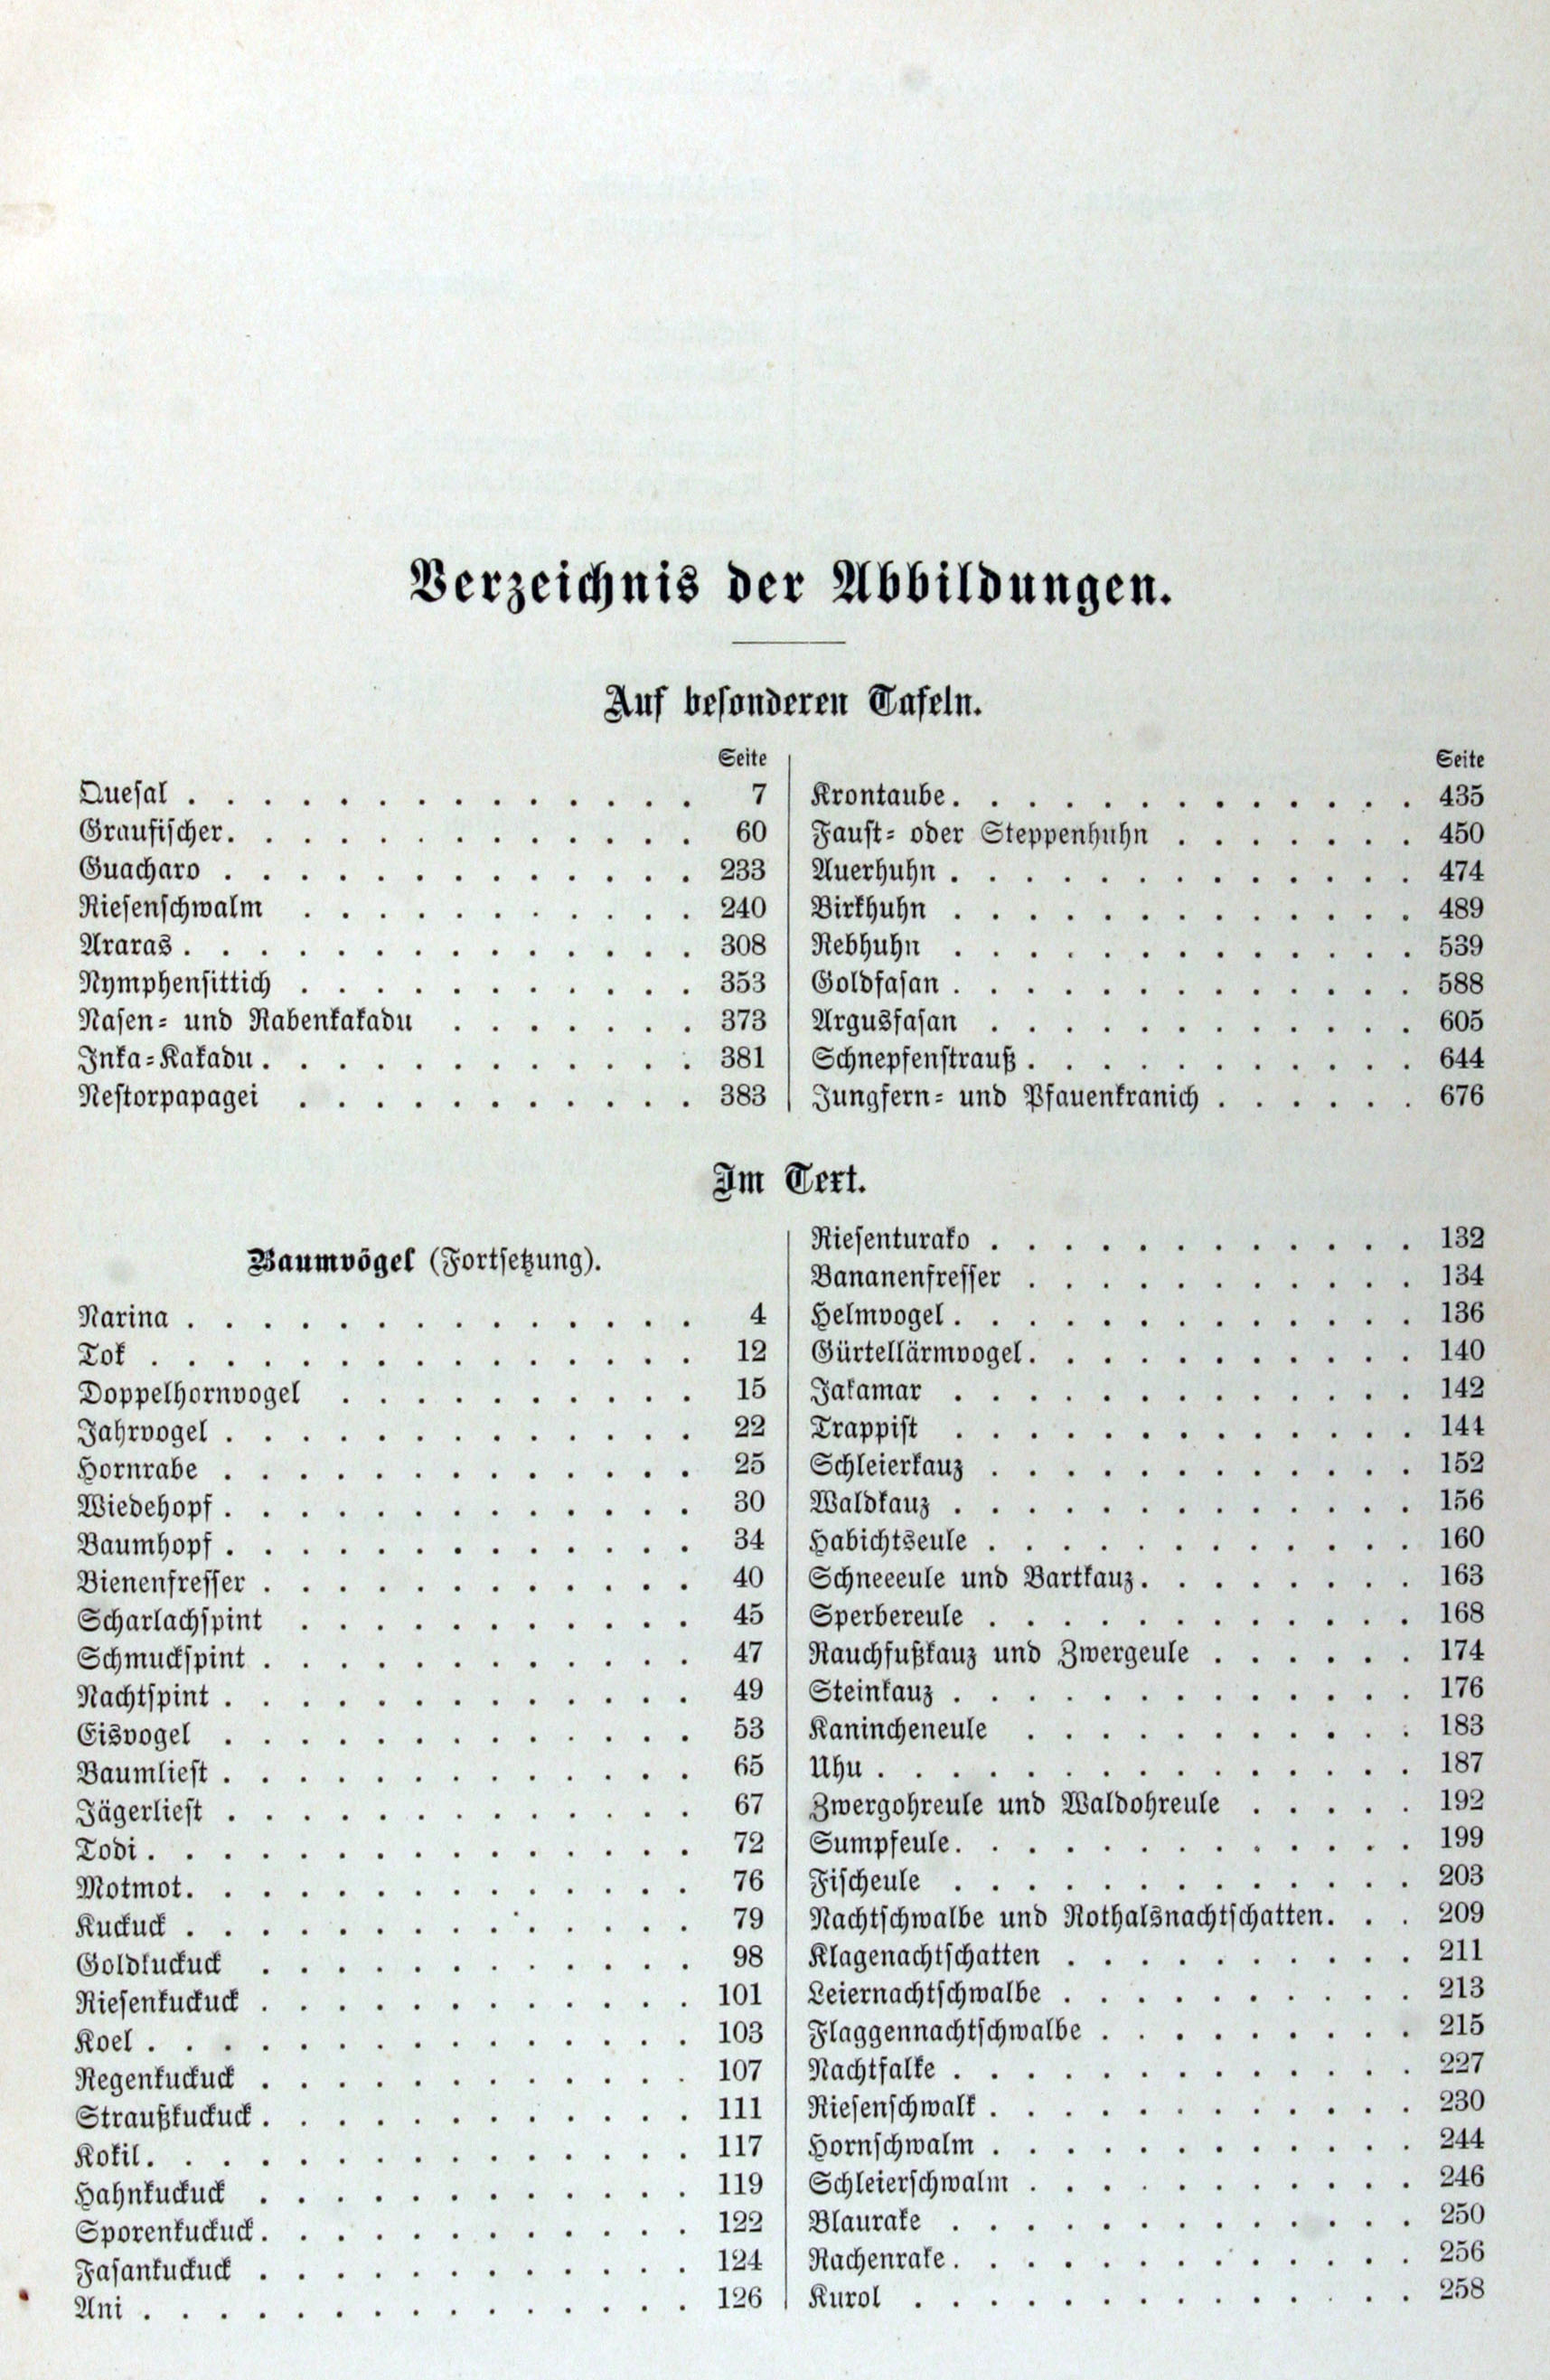 Verzeichnis der Abbildungen.
Auf besonderen Tafeln.
Seite
Quesal . . . . . . . . . . . . . . 7
Graufischer. . . . . . . . . . . . . 60
Guacharo . . . . . . . . . . . . . 233
Riesenschwalm . . . . . . . . . . . 240
Araras . . . . . . . . . . . . . . 308
Nymphensittich . . . . . . . . . . . 353
Nasen- und Rabenkakadu . . . . . . . 373
Inka-Kakadu . . . . . . . . . . . . 381
Nestorpapagei . . . . . . . . . . . 383
Seite
Krontaube. . . . . . . . . . . . . 435
Faust- oder Steppenhuhn . . . . . . . 450
Auerhuhn . . . . . . . . . . . . . 474
Birkhuhn . . . . . . . . . . . . . 489
Rebhuhn . . . . . . . . . . . . . 539
Goldfasan . . . . . . . . . . . . . 588
Argusfasan . . . . . . . . . . . . 605
Schnepfenstrauß . . . . . . . . . . . 644
Jungfern- und Pfauenkranich . . . . . . 676
Im Text.
Baumvögel (Fortsetzung).
Narina . . . . . . . . . . . . . . 4
Tok . . . . . . . . . . . . . . . 12
Doppelhornvogel . . . . . . . . . . 15
Jahrvogel . . . . . . . . . . . . . 22
Hornrabe . . . . . . . . . . . . . 25
Wiedehopf . . . . . . . . . . . . . 30
Baumhopf . . . . . . . . . . . . . 34
Bienenfresser . . . . . . . . . . . . 40
Scharlachspint . . . . . . . . . . . 45
Schmuckspint . . . . . . . . . . . . 47
Nachtspint . . . . . . . . . . . . . 49
Eisvogel . . . . . . . . . . . . . 53
Baumliest . . . . . . . . . . . . . 65
Jägerliest . . . . . . . . . . . . . 67
Todi . . . . . . . . . . . . . . . 72
Motmot. . . . . . . . . . . . . . 76
Kuckuck . . . . . . . . . . . . . . 79
Goldkuckuck . . . . . . . . . . . . 98
Riesenkuckuck . . . . . . . . . . . . 101
Koel . . . . . . . . . . . . . . . 103
Regenkuckuck . . . . . . . . . . . . 107
Straußkuckuck . . . . . . . . . . . . 111
Kokil. . . . . . . . . . . . . . . 117
Hahnkuckuck . . . . . . . . . . . . 119
Sporenkuckuck . . . . . . . . . . . . 122
Fasankuckuck . . . . . . . . . . . . 124
Ani . . . . . . . . . . . . . . . 126
Riesenturako . . . . . . . . . . . . 132
Bananenfresser . . . . . . . . . . . 134
Helmvogel . . . . . . . . . . . . . 136
Gürtellärmvogel . . . . . . . . . . . 140
Jakamar . . . . . . . . . . . . . 142
Trappist . . . . . . . . . . . . . 144
Schleierkauz . . . . . . . . . . . . 152
Waldkauz . . . . . . . . . . . . . 156
Habichtseule . . . . . . . . . . . . 160
Schneeeule und Bartkauz . . . . . . . . 163
Sperbereule . . . . . . . . . . . . 168
Rauchfußkauz und Zwergeule . . . . . . 174
Steinkauz . . . . . . . . . . . . . 176
Kanincheneule . . . . . . . . . . . 183
Uhu . . . . . . . . . . . . . . . 187
Zwergohreule und Waldohreule . . . . . 192
Sumpfeule. . . . . . . . . . . . . 199
Fischeule . . . . . . . . . . . . . 203
Nachtschwalbe und Rothalsnachtschatten. . . 209
Klagenachtschatten . . . . . . . . . . 211
Leiernachtschwalbe . . . . . . . . . . 213
Flaggennachtschwalbe . . . . . . . . . 215
Nachtfalke . . . . . . . . . . . . . 227
Riesenschwalk . . . . . . . . . . . . 230
Hornschwalm . . . . . . . . . . . . 244
Schleierschwalm . . . . . . . . . . . 246
Blaurake . . . . . . . . . . . . . 250
Rachenrake . . . . . . . . . . . . . 256
Kurol . . . . . . . . . . . . . . 258